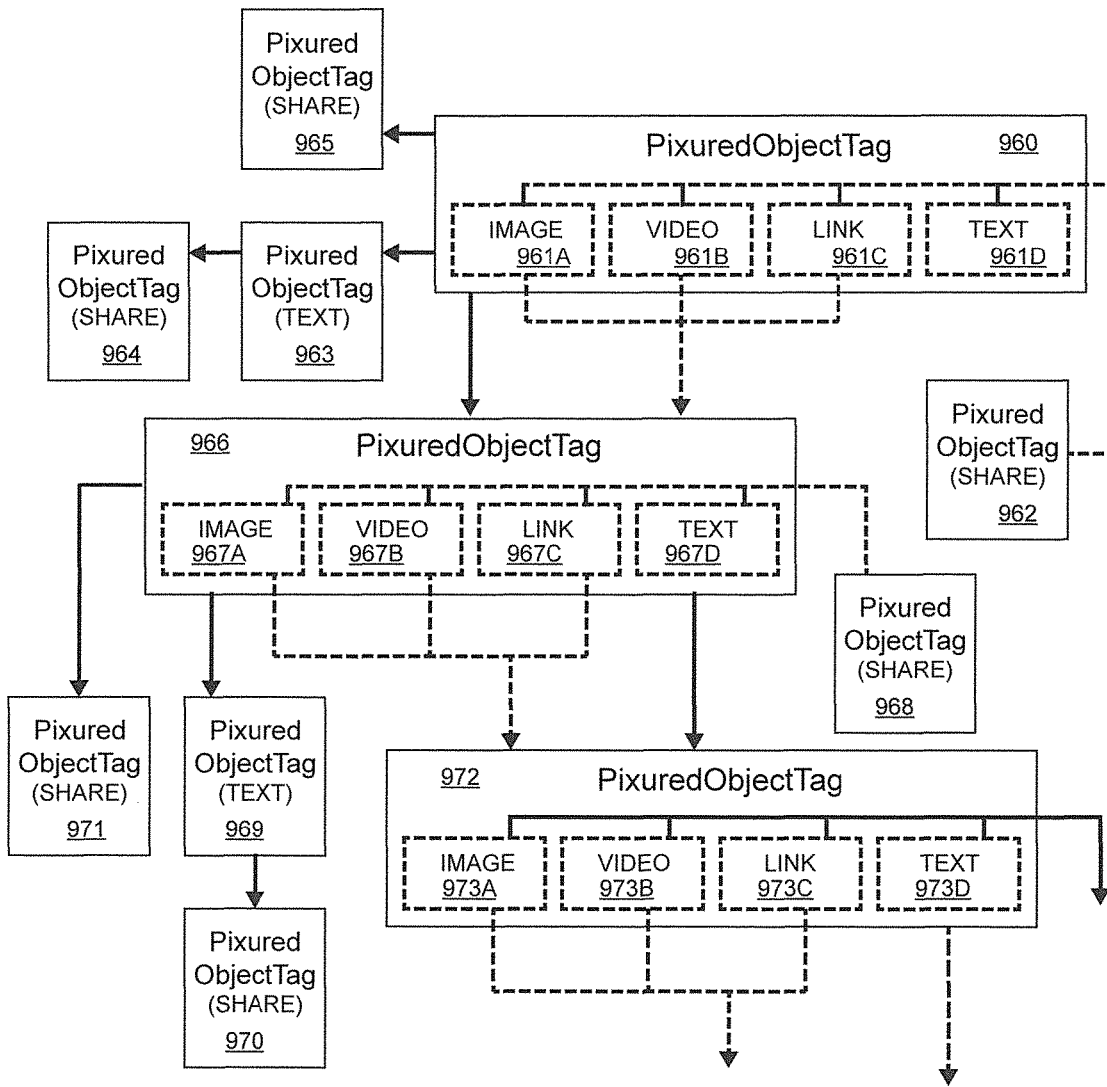 Pixured
ObjectTag
(SHARE)
965
PixuredObjectTag 960
IMAGE
961A
VIDEO
961B
LINK
961C
TEXT
961D
Pixured
ObjectTag
(SHARE)
964
Pixured
ObjectTag
(TEXT)
963
Pixured
ObjectTag
(SHARE)
962
966 PixuredObjectTag
IMAGE
967A
VIDEO
967B
LINK
967C
TEXT
967D
Pixured
ObjectTag
(SHARE)
968
Pixured
ObjectTag
(SHARE)
971
Pixured
ObjectTag
(TEXT)
969
972 PixuredObjectTag
IMAGE
973A
VIDEO
973B
LINK
973C
TEXT
973D
Pixured
ObjectTag
(SHARE)
970